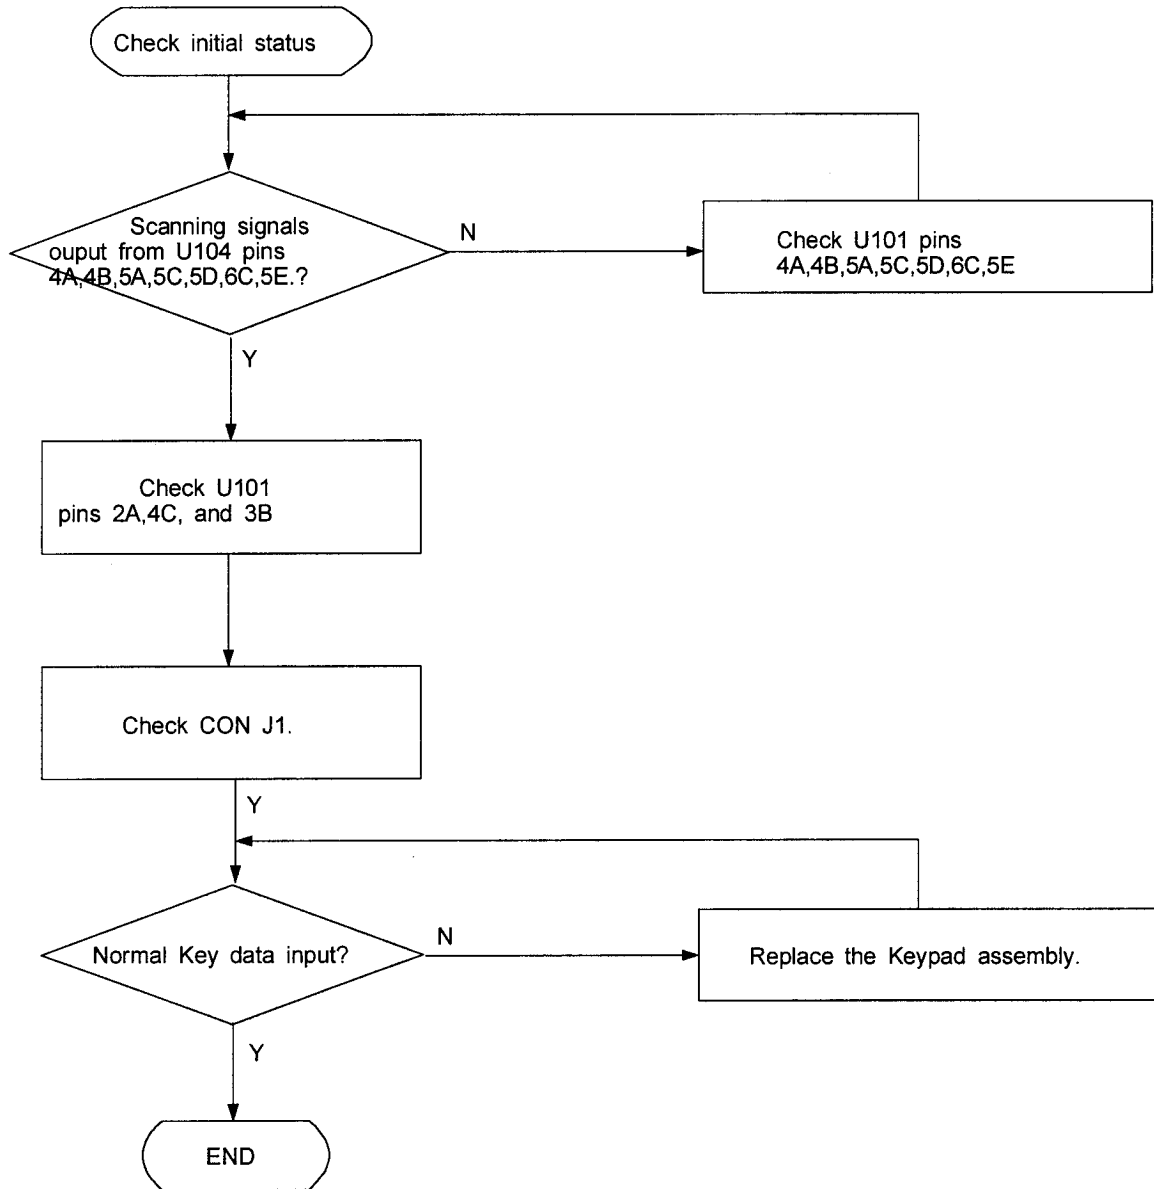 Check initial status
Scanning signals
ouput from U104 pins
4A,4B,5A,5C,5D,6C,5E.?
N
Check U101 pins
4A,4B,5A,5C,5D,6C,5E
Y
Check U101
pins 2A,4C, and 3B
Check CON J1.
Y
Normal Key data input?
N
Replace the Keypad assembly.
Y
END